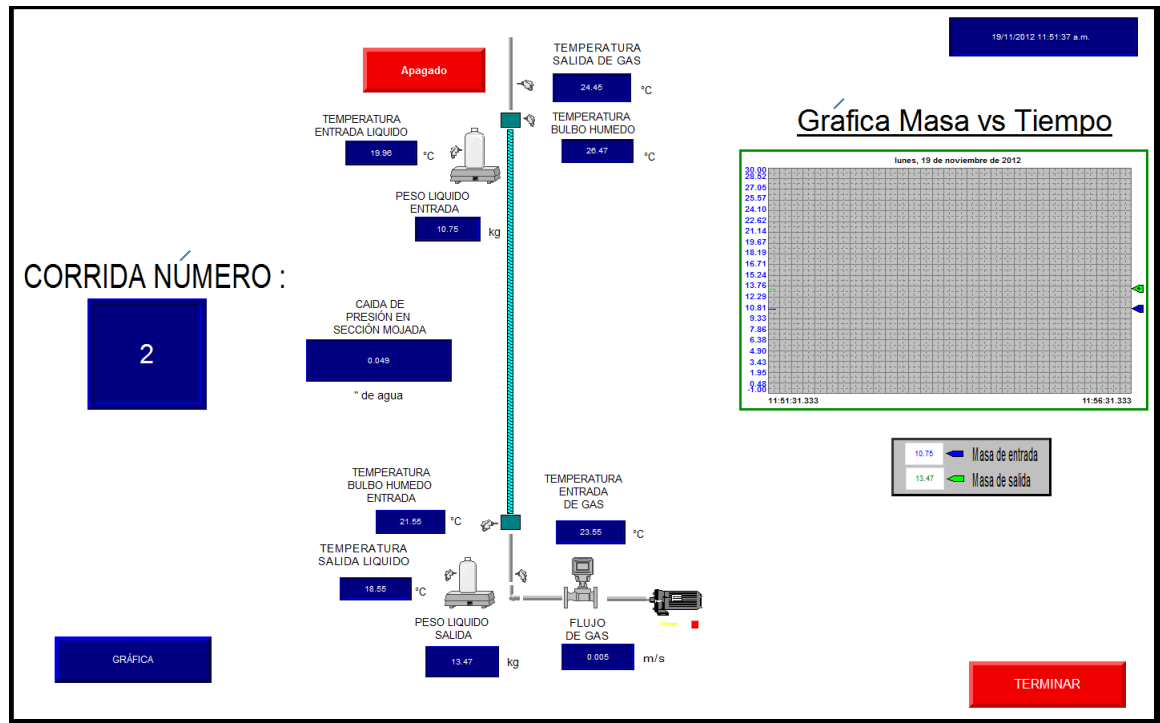 19/11/2012 11:51:37 a.m.
Apagado
TEMPERATURA
SALIDA DE GAS
24.45 °C
TEMPERATURA
ENTRADA LIQUIDO
19.96 °C
TEMPERATURA
BULBO HUMEDO
26.47 °C
PESO LIQUIDO
ENTRADA
10.75 kg
CORRIDA NÚMERO :
2
CAIDA DE
PRESIÓN EN
SECCIÓN MOJADA
0.049
" de agua
TEMPERATURA
BULBO HUMEDO
ENTRADA
21.55 °C
TEMPERATURA
ENTRADA
DE GAS
23.55 °C
TEMPERATURA
SALIDA LIQUIDO
18.55 °C
PESO LIQUIDO
SALIDA
13.47 kg
FLUJO
DE GAS
0.005 m/s
GRÁFICA
Gráfica Masa vs Tiempo
lunes, 19 de noviembre de 2012
30.00
28.52
27.05
25.57
24.10
22.62
21.14
19.67
18.19
16.71
15.24
13.76
12.29
10.81
9.33
7.86
6.38
4.90
3.43
1.95
0.48
-1.00
11:51:31.333 11:56:31.333
10.75 Masa de entrada
13.47 Masa de salida
TERMINAR